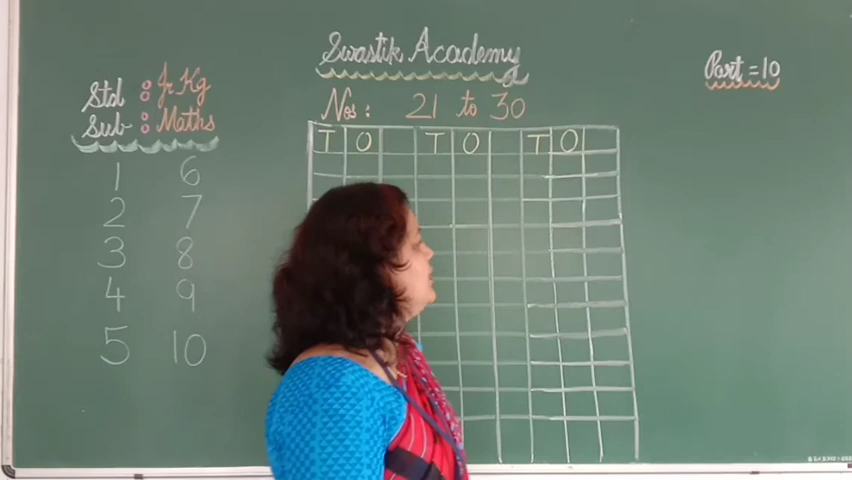 Swastik Academy
Part = 10
Std : Jr Kg
Sub : Maths
Nos : 21 to 30
T O T O T O
1 6
2 7
3 8
4 9
5 10